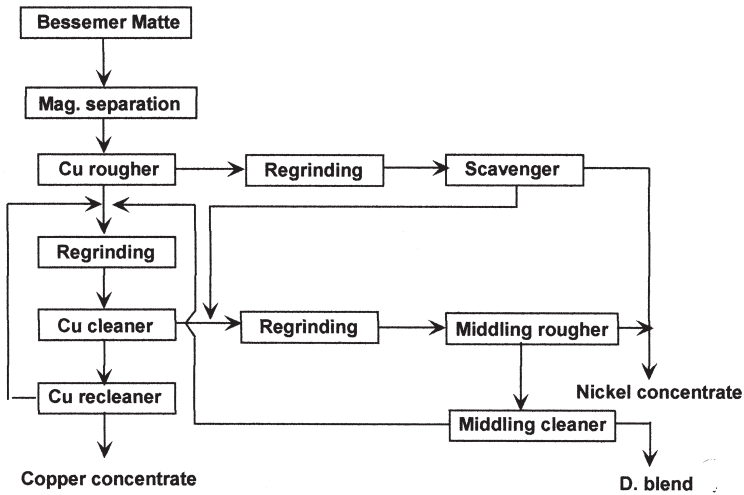 Bessemer Matte
Mag. separation
Cu rougher
Regrinding
Scavenger
Regrinding
Cu cleaner
Regrinding
Middling rougher
Cu recleaner
Nickel concentrate
Middling cleaner
Copper concentrate
D. blend